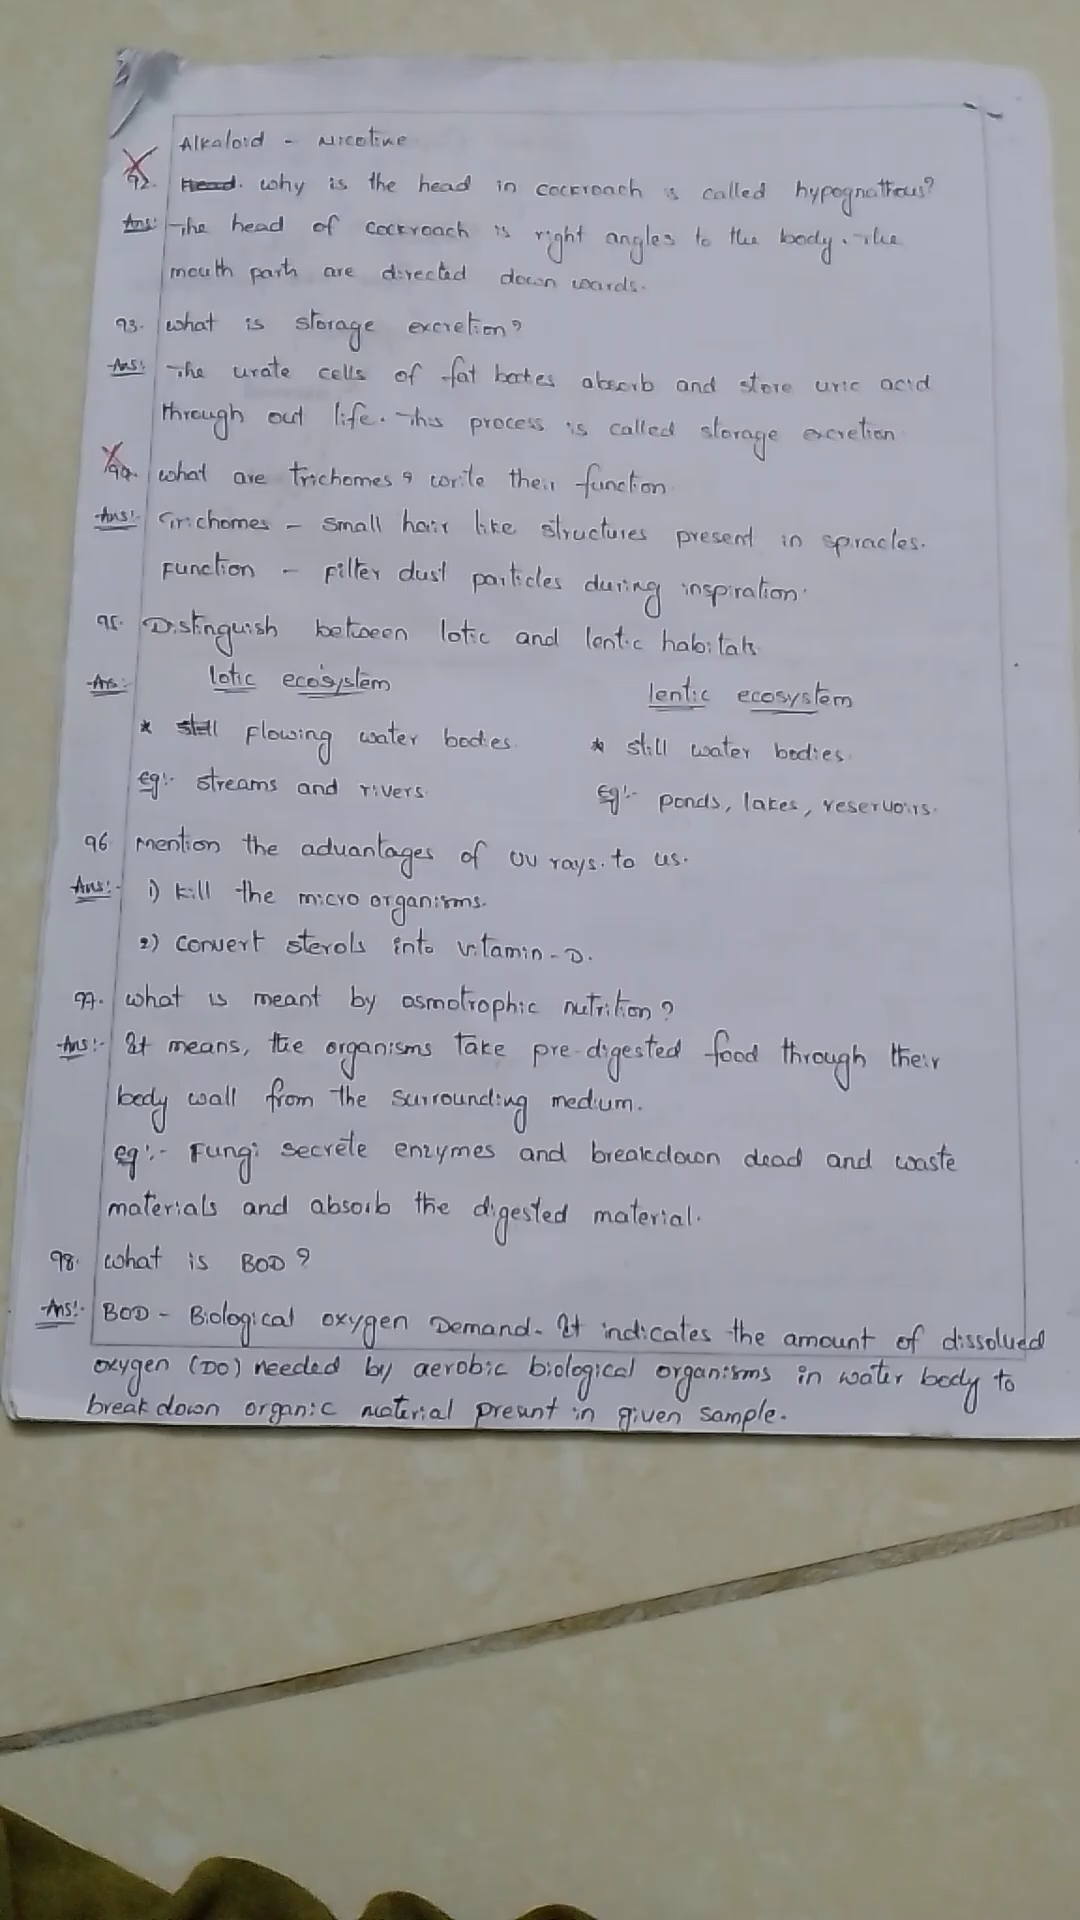 Alkaloid - Nicotine
92. Head. why is the head in cockroach is called hypognathous?
Ans: The head of cockroach is right angles to the body. The
mouth parts are directed down wards.
93. what is storage excretion?
Ans: The urate cells of fat bodies absorb and store uric acid
through out life. This process is called storage excretion
94. what are trichomes & write their function
Ans:- Trichomes - small hair like structures present in spiracles.
Function - Filter dust particles during inspiration.
95. Distinguish between lotic and lentic habitats
Ans:- lotic ecosystem lentic ecosystem
* still flowing water bodies * still water bodies
eg:- streams and rivers. Eg:- ponds, lakes, reservoirs.
96 Mention the advantages of UV rays. to us.
Ans:- i) kill the micro organisms.
2) convert sterols into vitamin-D.
97. what is meant by osmotrophic nutrition?
Ans:- It means, the organisms take pre-digested food through their
body wall from the surrounding medium.
eg:- Fungi secrete enzymes and breakdown dead and waste
materials and absorb the digested material.
98. what is BOD?
Ans:- BOD - Biological oxygen Demand. It indicates the amount of dissolved
oxygen (DO) needed by aerobic biological organisms in water body to
break down organic material present in given sample.